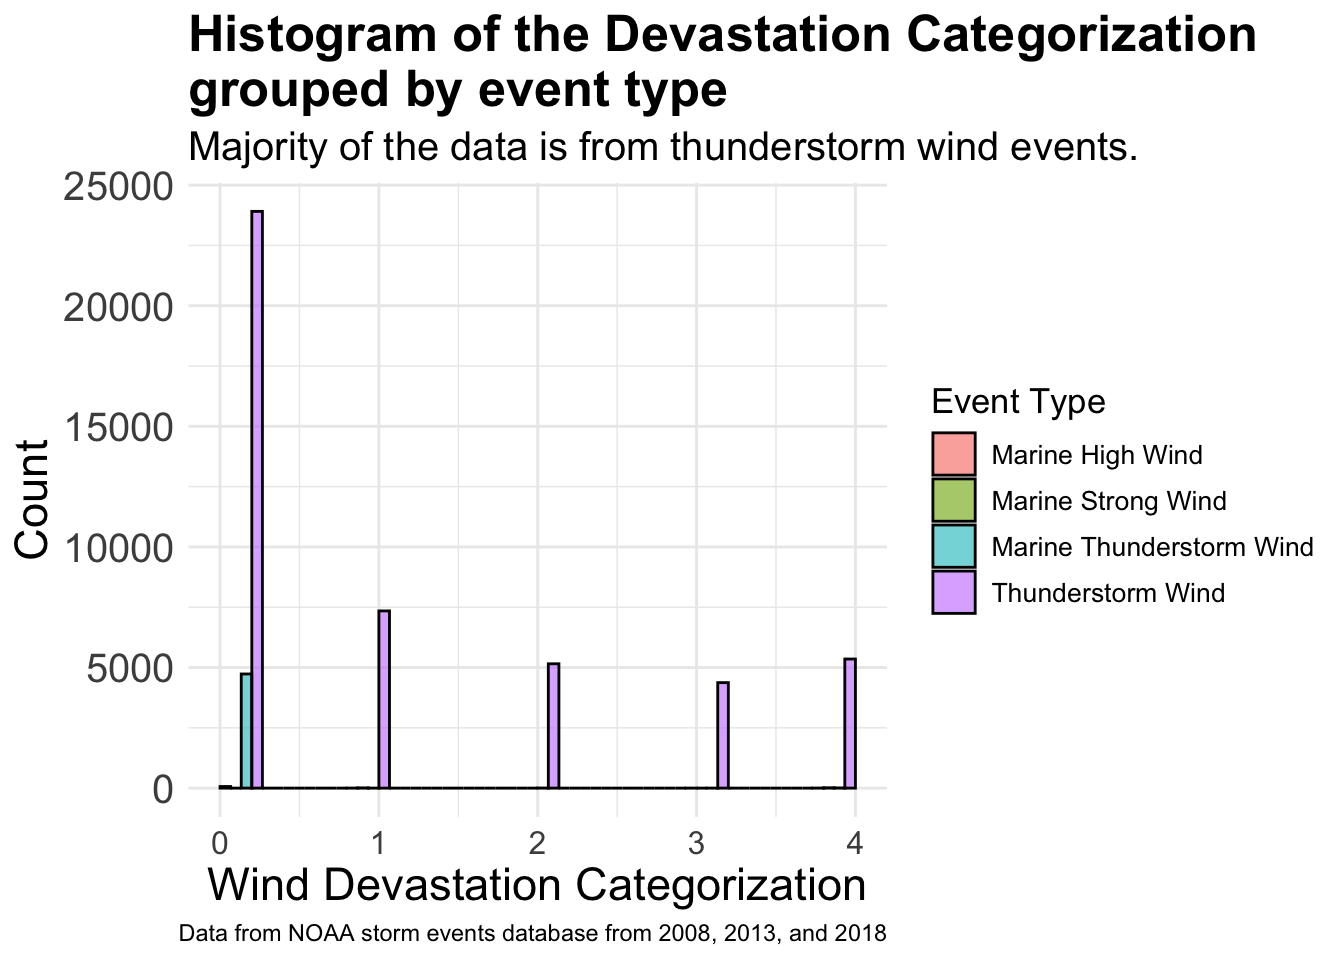 Histogram of the Devastation Categorization
grouped by event type
Majority of the data is from thunderstorm wind events.
25000
20000
15000
10000
5000
0
Count
0 1 2 3 4
Wind Devastation Categorization
Data from NOAA storm events database from 2008, 2013, and 2018
Event Type
Marine High Wind
Marine Strong Wind
Marine Thunderstorm Wind
Thunderstorm Wind